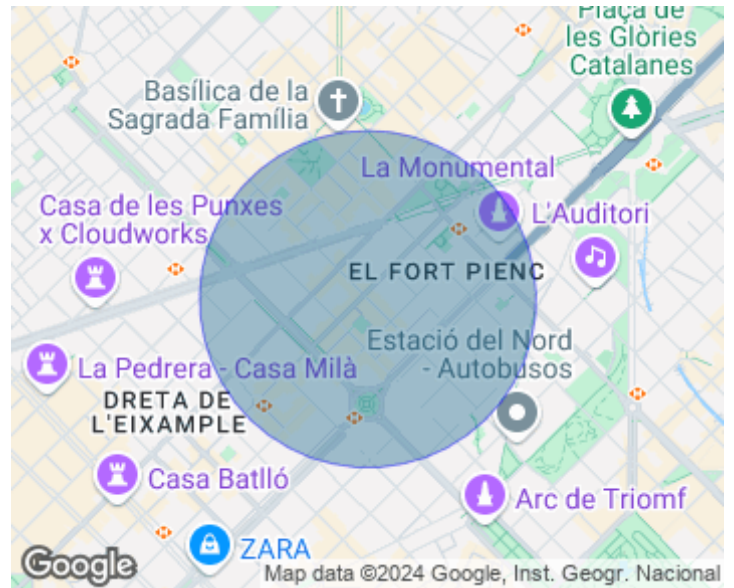 Plaça de
les Glòries
Catalanes
Basílica de la
Sagrada Família
La Monumental
Casa de les Punxes
x Cloudworks
L'Auditori
EL FORT PIENC
Estació del Nord
- Autobusos
La Pedrera - Casa Milà
DRETA DE
L'EIXAMPLE
Casa Batlló
Arc de Triomf
ZARA
Google
Map data ©2024 Google, Inst. Geogr. Nacional